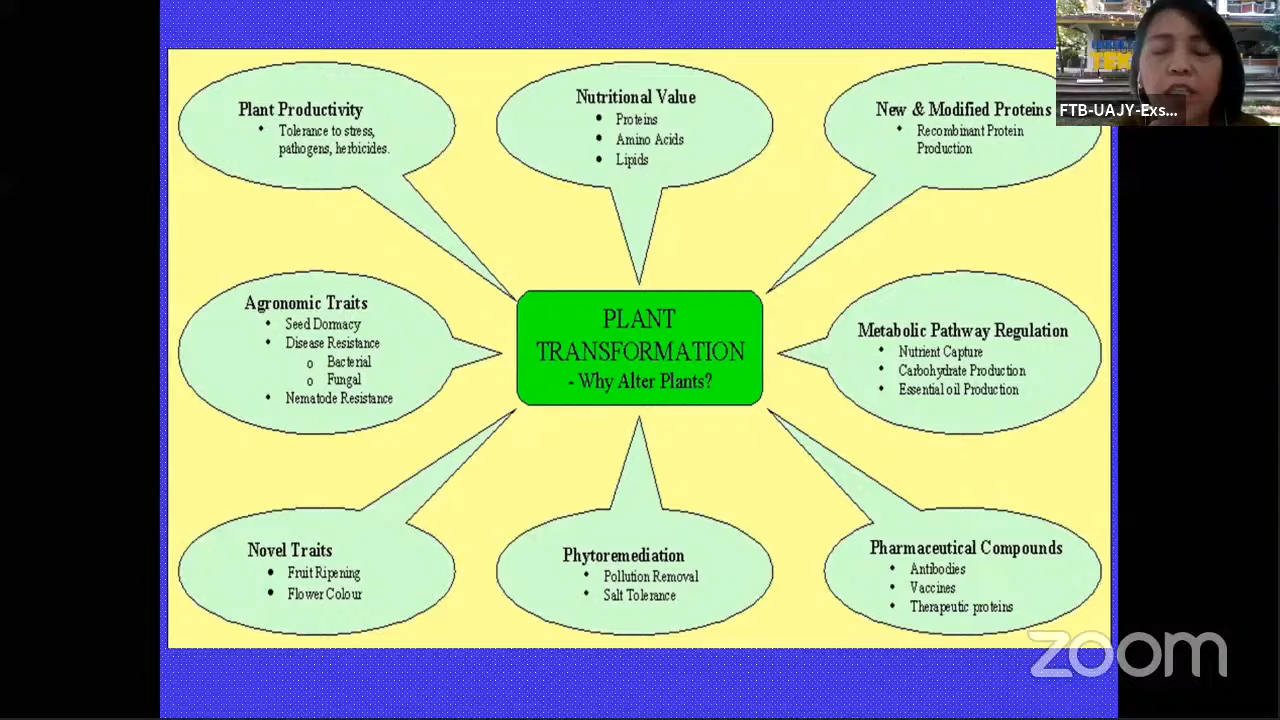 Plant Productivity
• Tolerance to stress,
pathogens, herbicides.
Nutritional Value
• Proteins
• Amino Acids
• Lipids
New & Modified Proteins
• Recombinant Protein
Production
FTB-UAJY-Exs...
Agronomic Traits
• Seed Dormacy
• Disease Resistance
o Bacterial
o Fungal
• Nematode Resistance
PLANT
TRANSFORMATION
- Why Alter Plants?
Metabolic Pathway Regulation
• Nutrient Capture
• Carbohydrate Production
• Essential oil Production
Novel Traits
• Fruit Ripening
• Flower Colour
Phytoremediation
• Pollution Removal
• Salt Tolerance
Pharmaceutical Compounds
• Antibodies
• Vaccines
• Therapeutic proteins
zoom